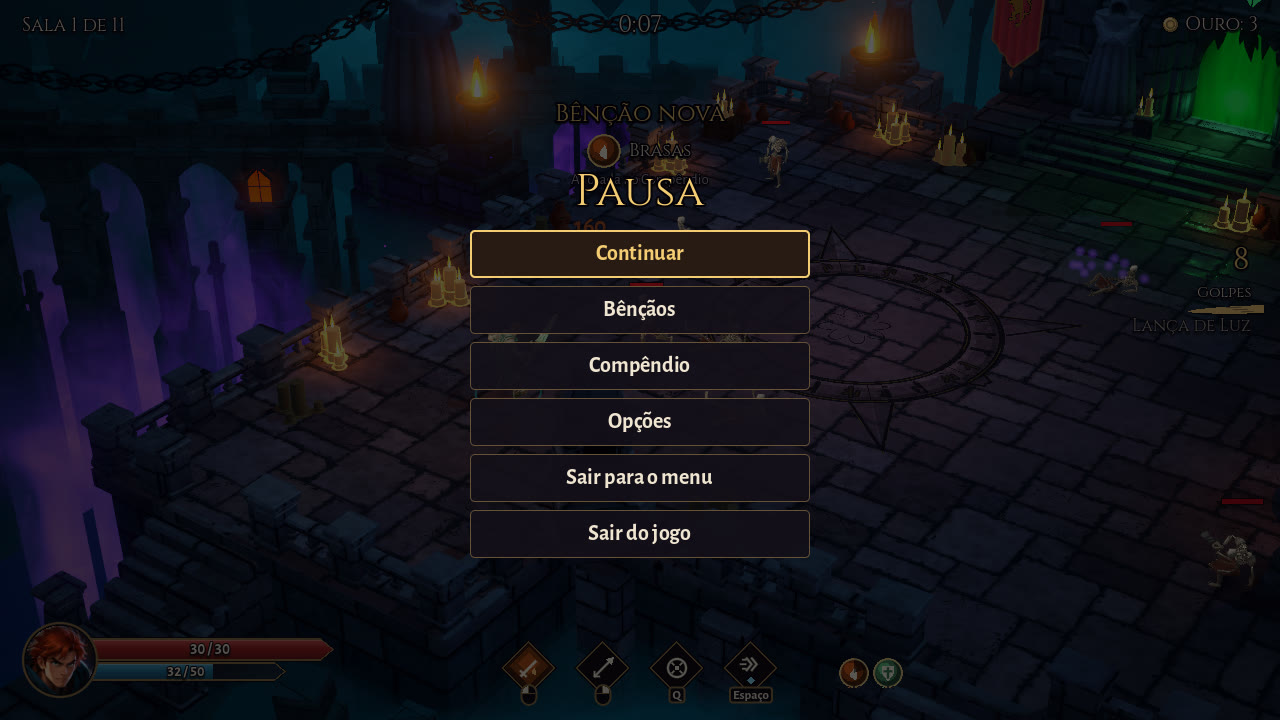 Sala 1 de 11
0:07
Ouro: 3
Bênção nova
Brasas
Pausa
160
Continuar
Bênçãos
Compêndio
Opções
Sair para o menu
Sair do jogo
8
Golpes
Lança de Luz
30/30
32/50
Q
Espaço